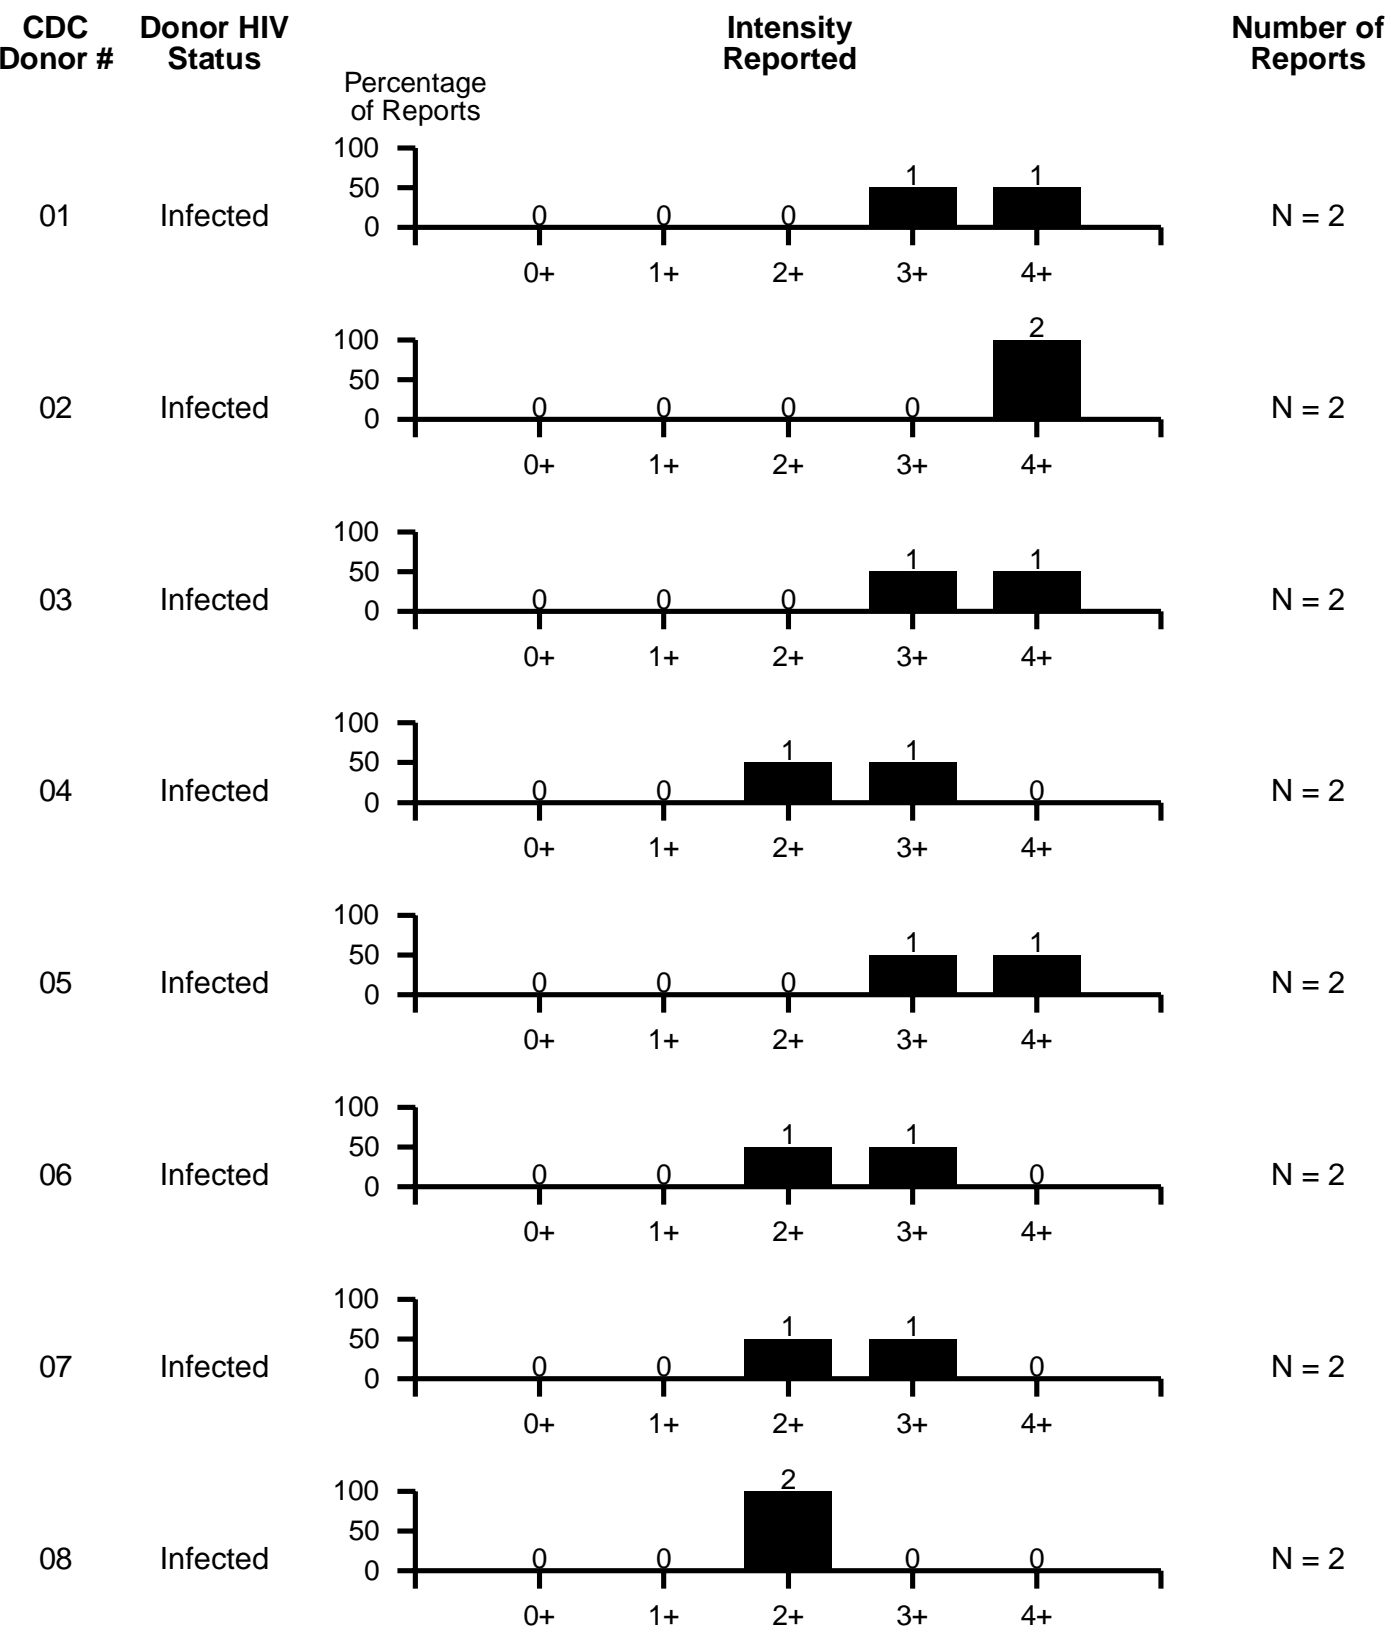 CDC Donor HIV Intensity Number of
Donor # Status Reported Reports
Percentage
of Reports
100
1 1
50
01 Infected 0 0 0 N = 2
0
0+ 1+ 2+ 3+ 4+
2
100
50
02 Infected 0 0 0 0 N = 2
0
0+ 1+ 2+ 3+ 4+
100
1 1
50
03 Infected 0 0 0 N = 2
0
0+ 1+ 2+ 3+ 4+
100
1 1
50
04 Infected 0 0 0 N = 2
0
0+ 1+ 2+ 3+ 4+
100
1 1
50
05 Infected 0 0 0 N = 2
0
0+ 1+ 2+ 3+ 4+
100
1 1
50
06 Infected 0 0 0 N = 2
0
0+ 1+ 2+ 3+ 4+
100
1 1
50
07 Infected 0 0 0 N = 2
0
0+ 1+ 2+ 3+ 4+
2
100
50
08 Infected 0 0 0 0 N = 2
0
0+ 1+ 2+ 3+ 4+